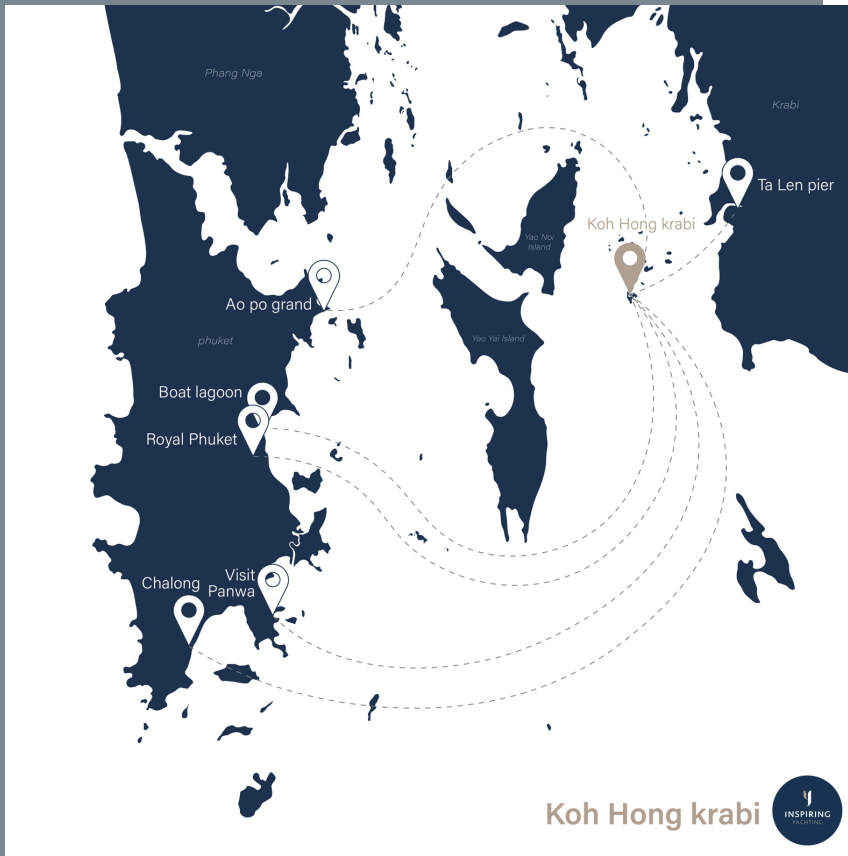 Phang Nga
Krabi
Ta Len pier
Koh Hong krabi
Yao Noi
Island
Ao po grand
phuket
Yao Yai Island
Boat lagoon
Royal Phuket
Visit
Panwa
Chalong
Koh Hong krabi
INSPIRING
YACHTING